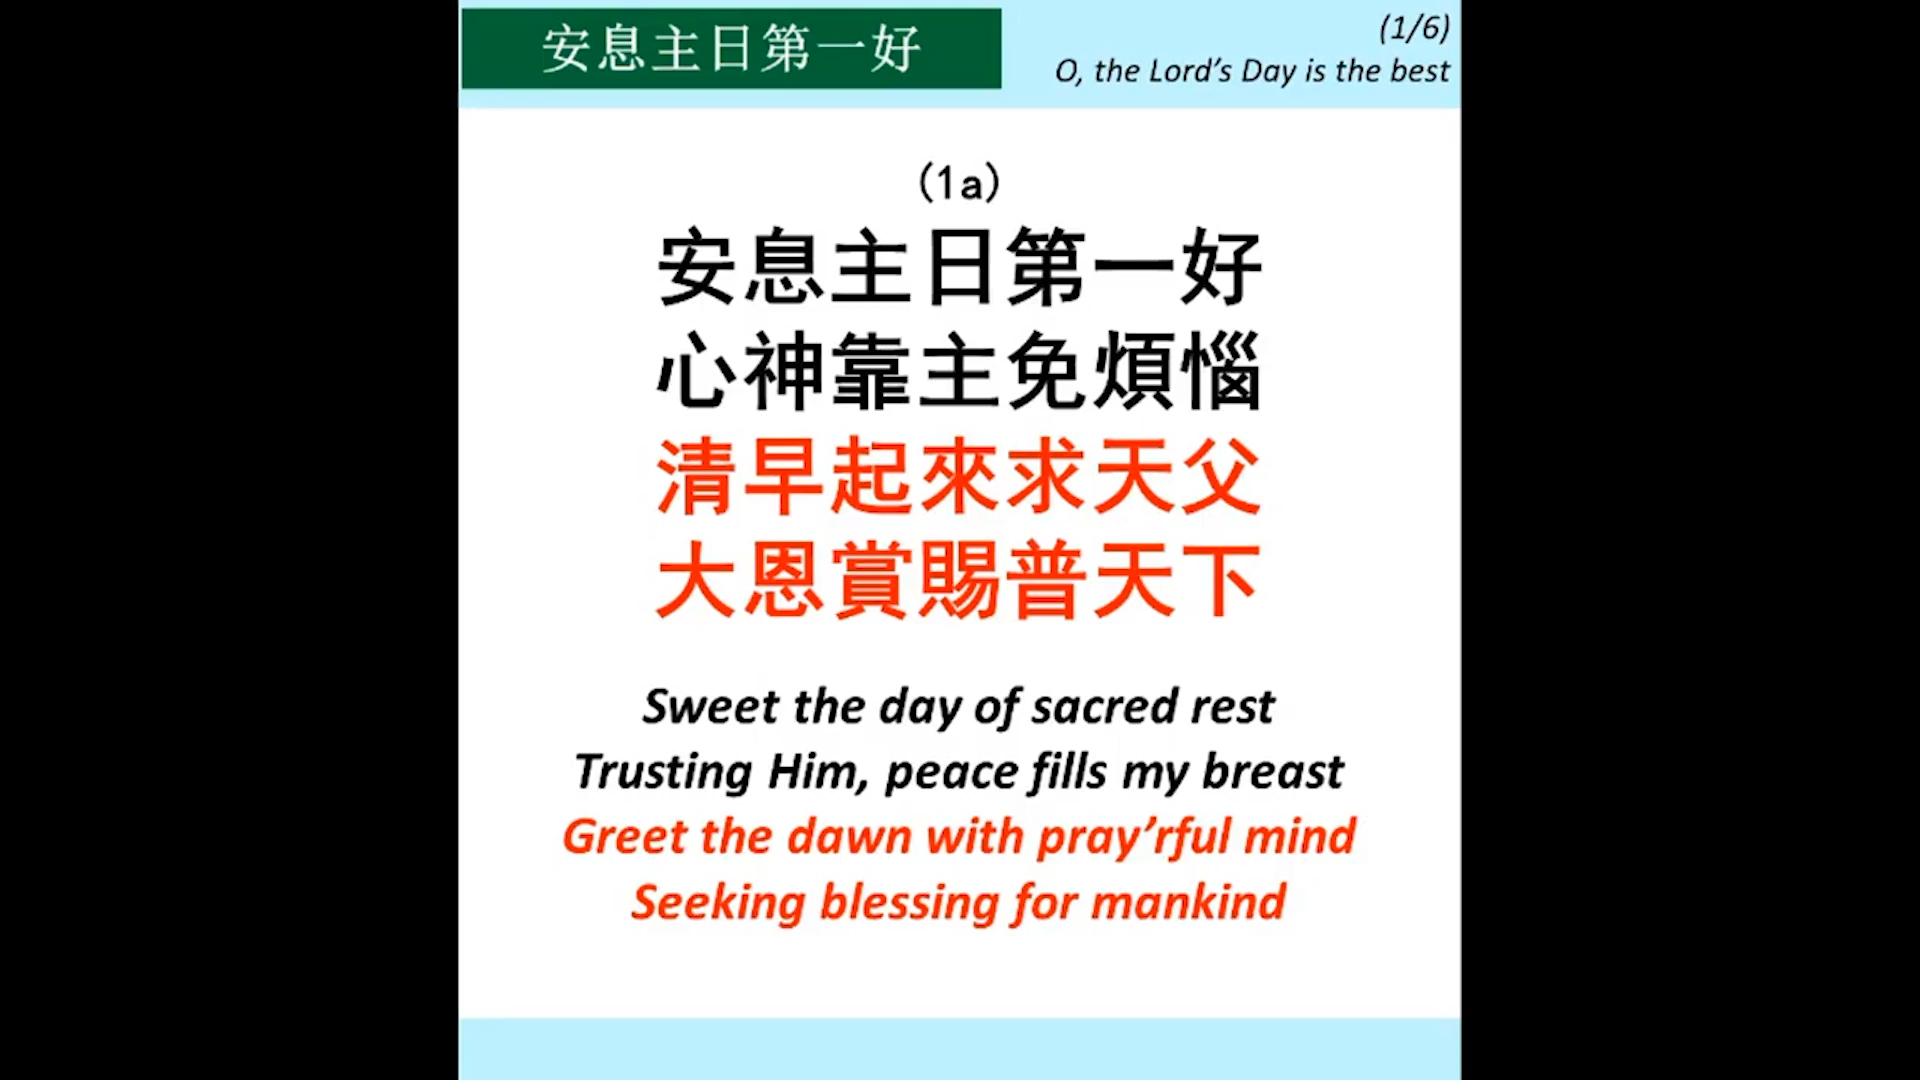 安息主日第一好
(1/6)
O, the Lord’s Day is the best
(1a)
安息主日第一好
心神靠主免煩惱
清早起來求天父
大恩賞賜普天下
Sweet the day of sacred rest
Trusting Him, peace fills my breast
Greet the dawn with pray’rful mind
Seeking blessing for mankind